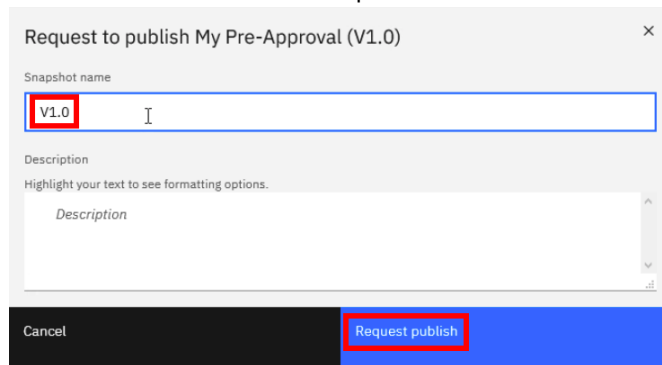 Request to publish My Pre-Approval (V1.0)
Snapshot name
V1.0
Description
Highlight your text to see formatting options.
Description
Cancel
Request publish